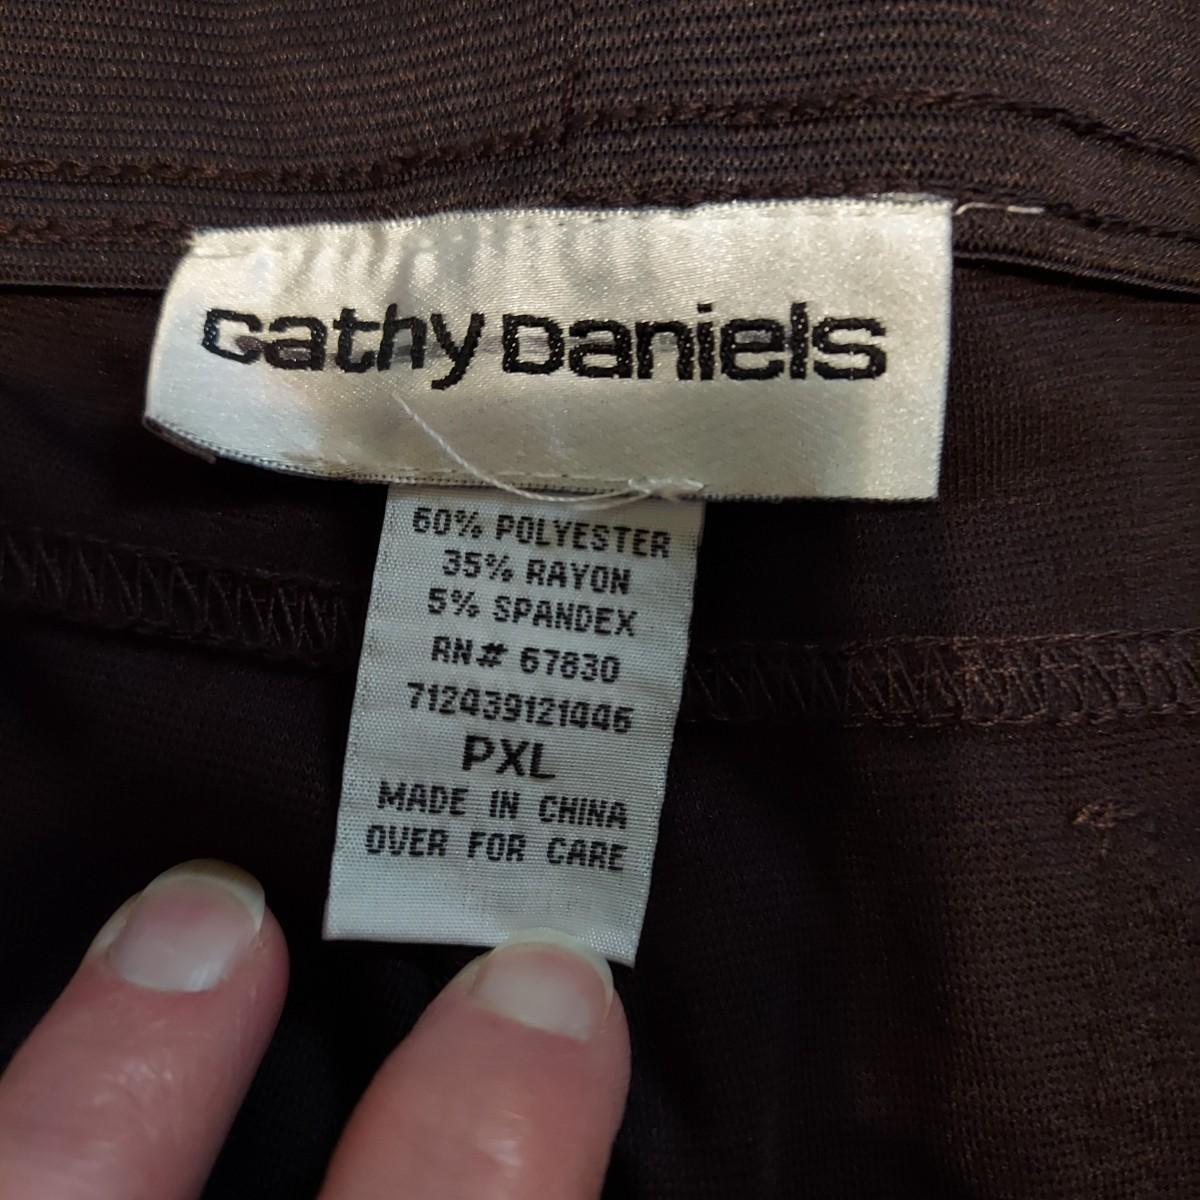 cathy Daniels
60% POLYESTER
35% RAYON
5% SPANDEX
RN# 67830
712439121446
PXL
MADE IN CHINA
OVER FOR CARE